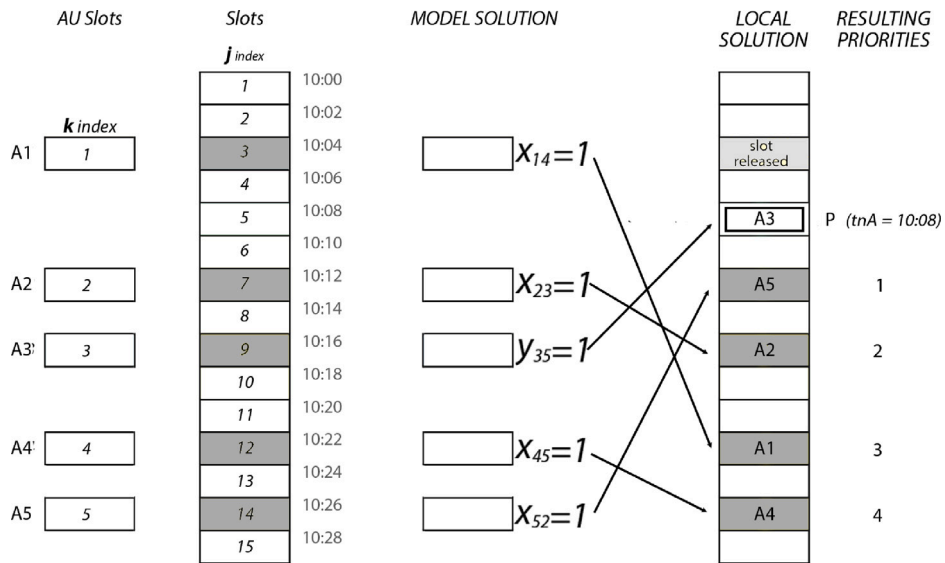 AU Slots Slots MODEL SOLUTION LOCAL SOLUTION RESULTING PRIORITIES
j index
k index
1 10:00
2 10:02
A1 1 3 10:04 x14=1 slot released
4 10:06
5 10:08 A3 P (tnA = 10:08)
6 10:10
A2 2 7 10:12 x23=1 A5 1
8 10:14
A3' 3 9 10:16 y35=1 A2 2
10 10:18
11 10:20
A4' 4 12 10:22 x45=1 A1 3
13 10:24
A5 5 14 10:26 x52=1 A4 4
15 10:28